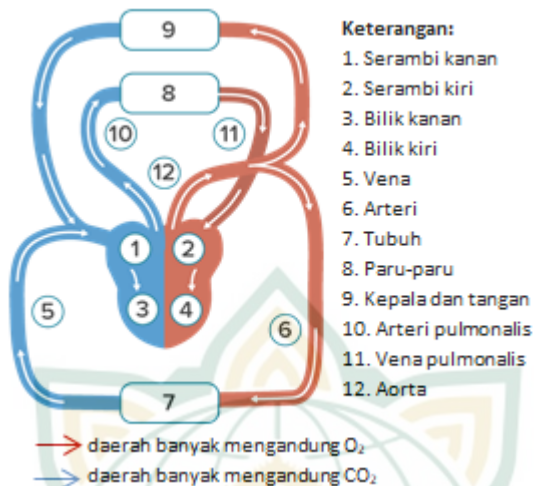 9
8
10
11
12
1
2
3
4
5
6
7
Keterangan:
1. Serambi kanan
2. Serambi kiri
3. Bilik kanan
4. Bilik kiri
5. Vena
6. Arteri
7. Tubuh
8. Paru-paru
9. Kepala dan tangan
10. Arteri pulmonalis
11. Vena pulmonalis
12. Aorta
daerah banyak mengandung O₂
daerah banyak mengandung CO₂